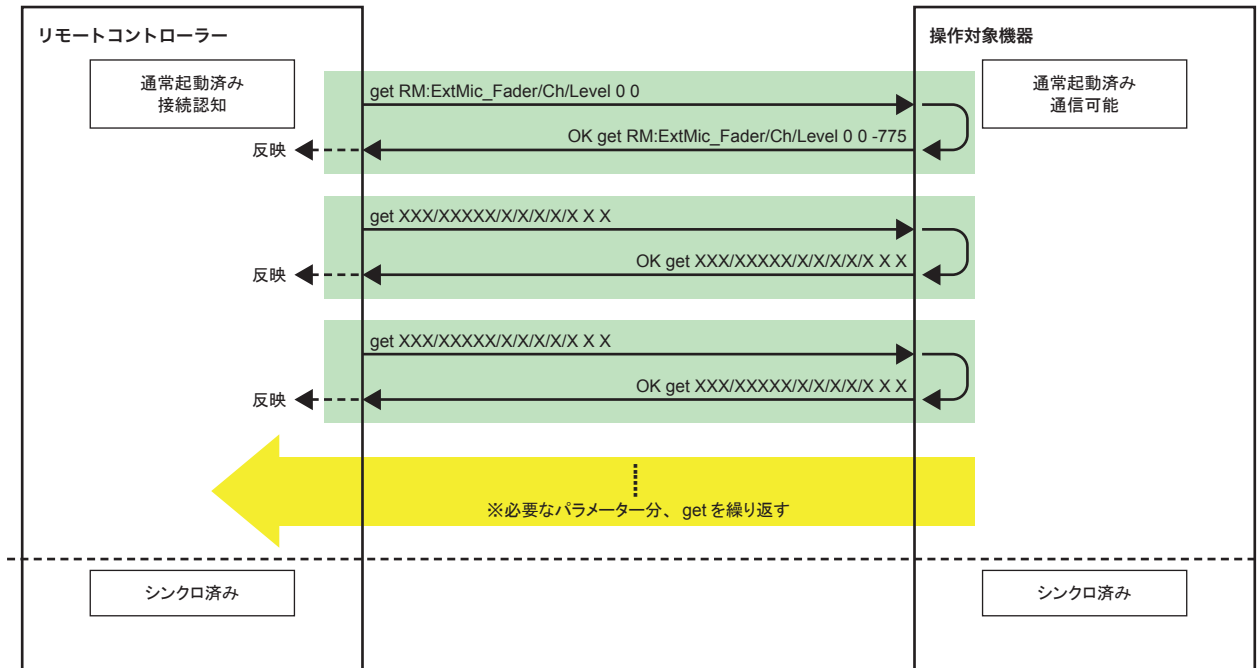 リモートコントローラー
操作対象機器
通常起動済み
接続認知
通常起動済み
通信可能
get RM:ExtMic_Fader/Ch/Level 0 0
OK get RM:ExtMic_Fader/Ch/Level 0 0 -775
反映
get XXX/XXXXX/X/X/X/X/X X X
OK get XXX/XXXXX/X/X/X/X/X X X
反映
get XXX/XXXXX/X/X/X/X/X X X
OK get XXX/XXXXX/X/X/X/X/X X X
反映
※必要なパラメーター分、getを繰り返す
シンクロ済み
シンクロ済み